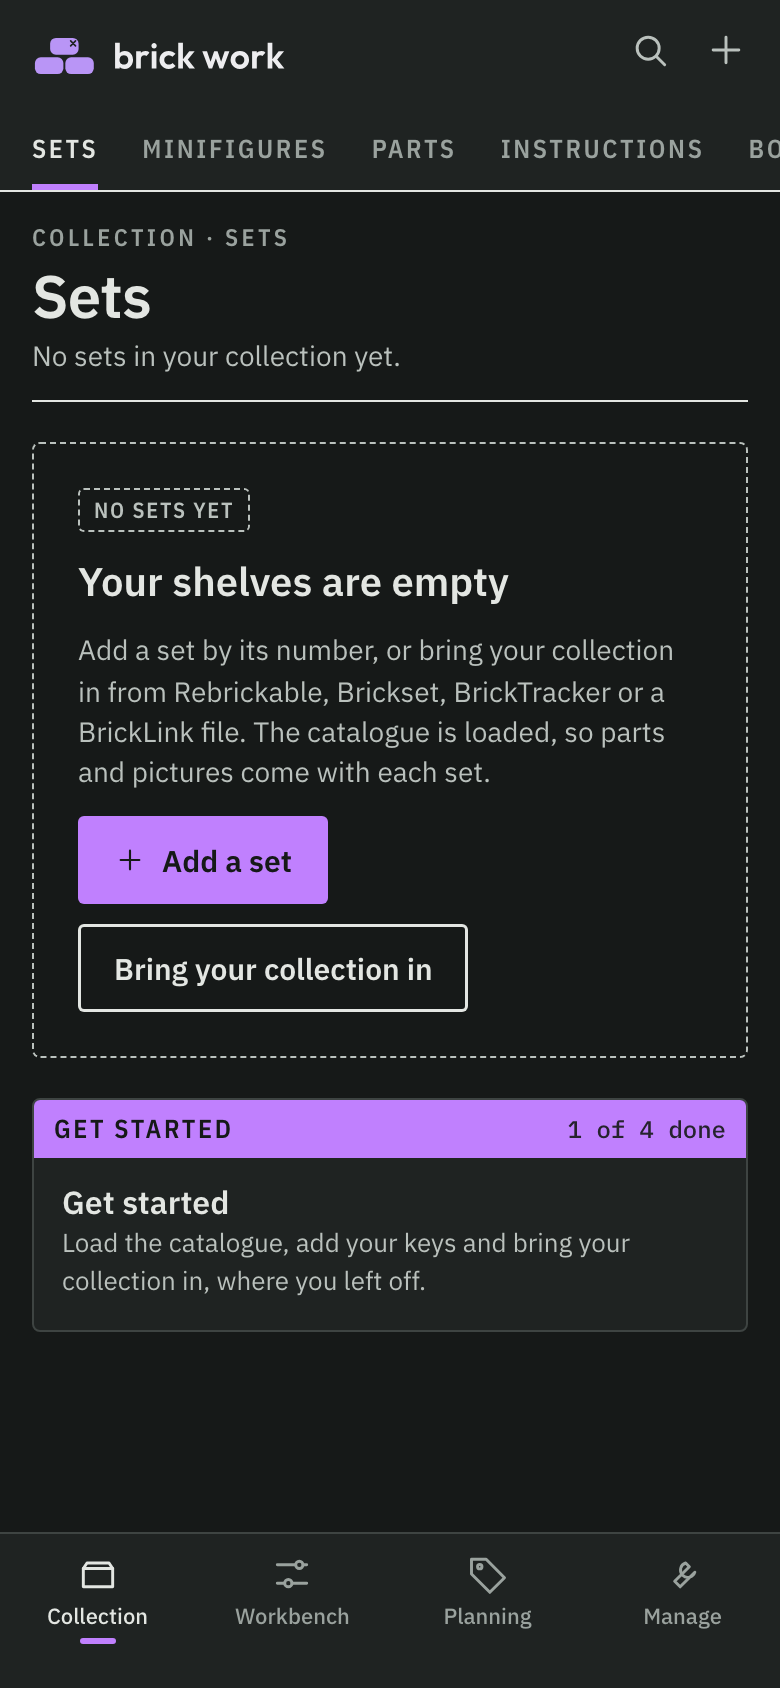 brick work
SETS MINIFIGURES PARTS INSTRUCTIONS BO
COLLECTION · SETS
Sets
No sets in your collection yet.
NO SETS YET
Your shelves are empty
Add a set by its number, or bring your collection
in from Rebrickable, Brickset, BrickTracker or a
BrickLink file. The catalogue is loaded, so parts
and pictures come with each set.
Add a set
Bring your collection in
GET STARTED 1 of 4 done
Get started
Load the catalogue, add your keys and bring your
collection in, where you left off.
Collection Workbench Planning Manage